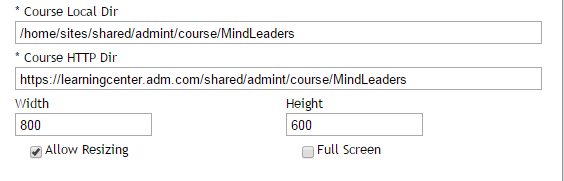 * Course Local Dir
/home/sites/shared/admint/course/MindLeaders
* Course HTTP Dir
https://learningcenter.adm.com/shared/admint/course/MindLeaders
Width Height
800 600
Allow Resizing Full Screen